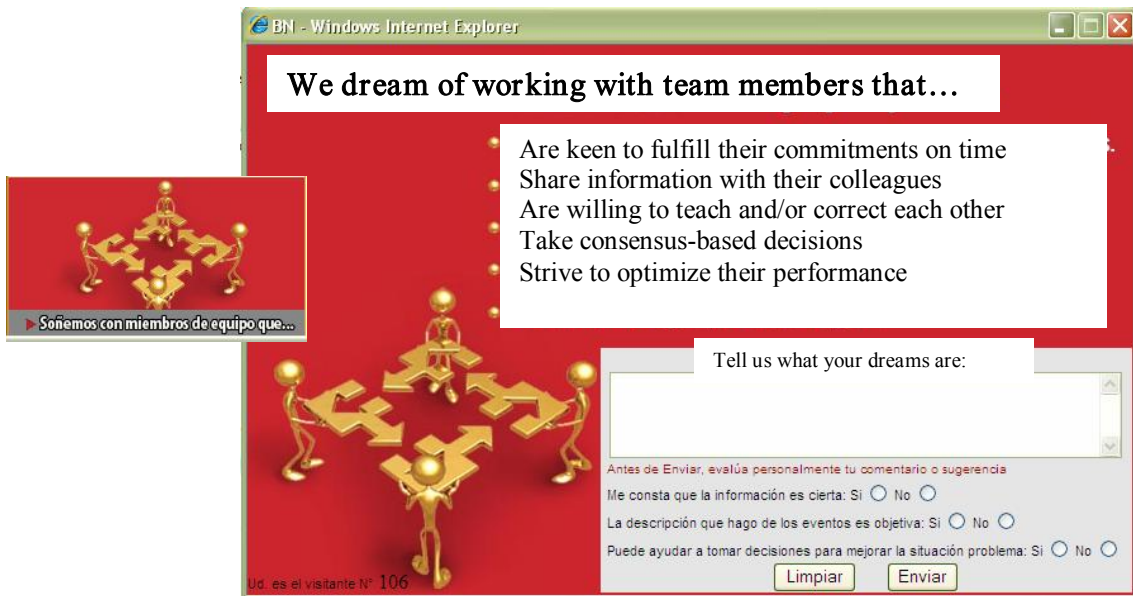 BN - Windows Internet Explorer
We dream of working with team members that…
Are keen to fulfill their commitments on time
Share information with their colleagues
Are willing to teach and/or correct each other
Take consensus-based decisions
Strive to optimize their performance
Soñemos con miembros de equipo que...
Tell us what your dreams are:
Antes de Enviar, evalúa personalmente tu comentario o sugerencia
Me consta que la información es cierta: Si No
La descripción que hago de los eventos es objetiva: Si No
Puede ayudar a tomar decisiones para mejorar la situación problema: Si No
Limpiar Enviar
Ud. es el visitante N° 106